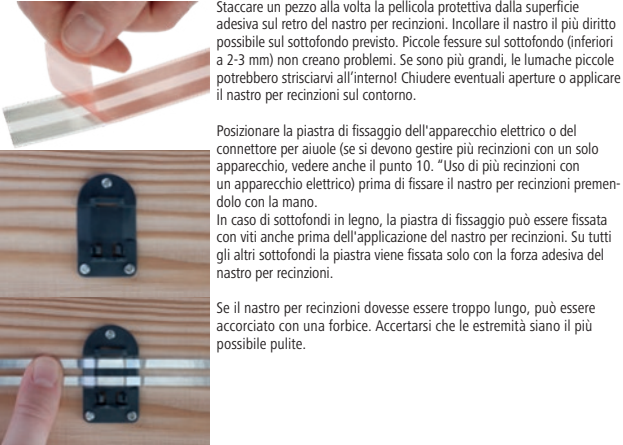 Staccare un pezzo alla volta la pellicola protettiva dalla superficie
adesiva sul retro del nastro per recinzioni. Incollare il nastro il più diritto
possibile sul sottofondo previsto. Piccole fessure sul sottofondo (inferiori
a 2-3 mm) non creano problemi. Se sono più grandi, le lumache piccole
potrebbero strisciarvi all'interno! Chiudere eventuali aperture o applicare
il nastro per recinzioni sul contorno.
Posizionare la piastra di fissaggio dell'apparecchio elettrico o del
connettore per aiuole (se si devono gestire più recinzioni con un solo
apparecchio, vedere anche il punto 10. “Uso di più recinzioni con
un apparecchio elettrico) prima di fissare il nastro per recinzioni premen-
dolo con la mano.
In caso di sottofondi in legno, la piastra di fissaggio può essere fissata
con viti anche prima dell'applicazione del nastro per recinzioni. Su tutti
gli altri sottofondi la piastra viene fissata solo con la forza adesiva del
nastro per recinzioni.
Se il nastro per recinzioni dovesse essere troppo lungo, può essere
accorciato con una forbice. Accertarsi che le estremità siano il più
possibile pulite.